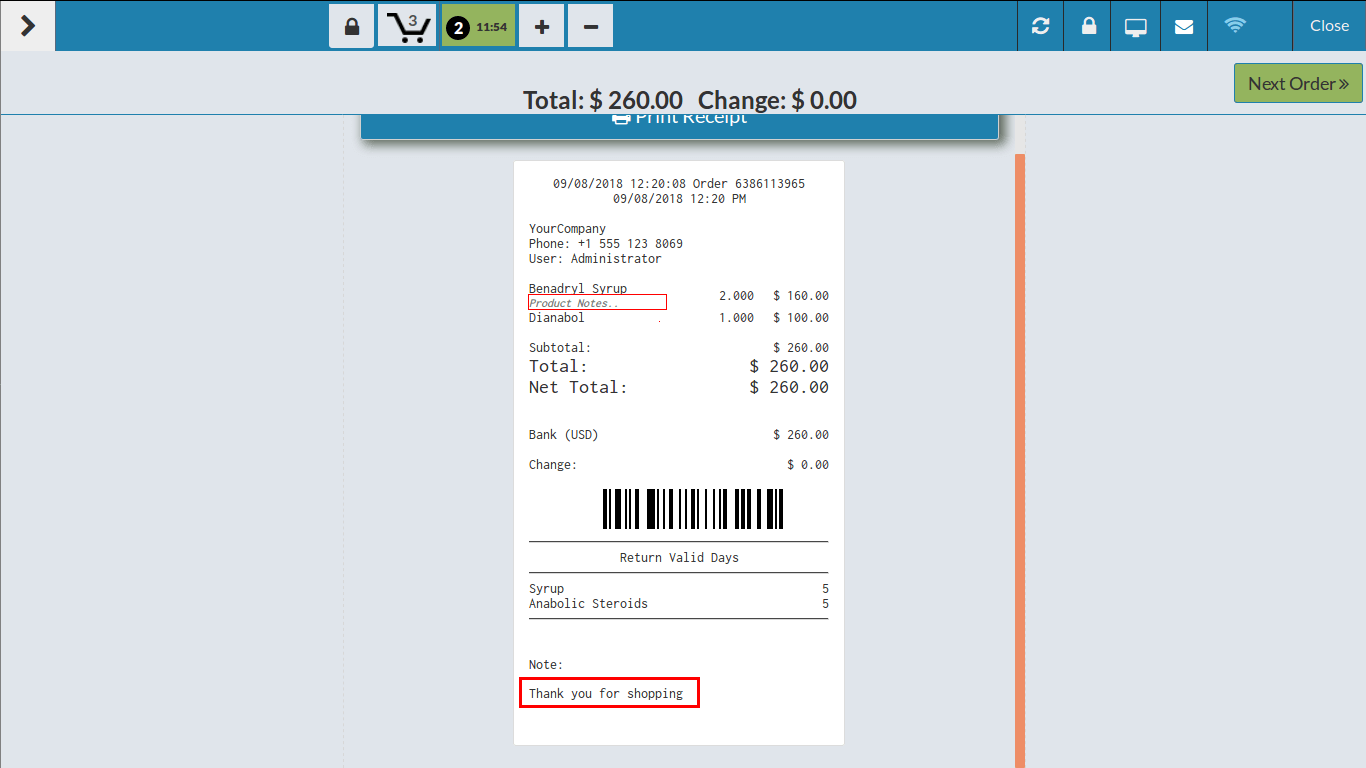 3
2 11:54
Close
Next Order
Total: $ 260.00 Change: $ 0.00
Print Receipt
09/08/2018 12:20:08 Order 6386113965
09/08/2018 12:20 PM
YourCompany
Phone: +1 555 123 8069
User: Administrator
Benadryl Syrup 2.000 $ 160.00
Product Notes..
Dianabol 1.000 $ 100.00
Subtotal: $ 260.00
Total: $ 260.00
Net Total: $ 260.00
Bank (USD) $ 260.00
Change: $ 0.00
Return Valid Days
Syrup 5
Anabolic Steroids 5
Note:
Thank you for shopping